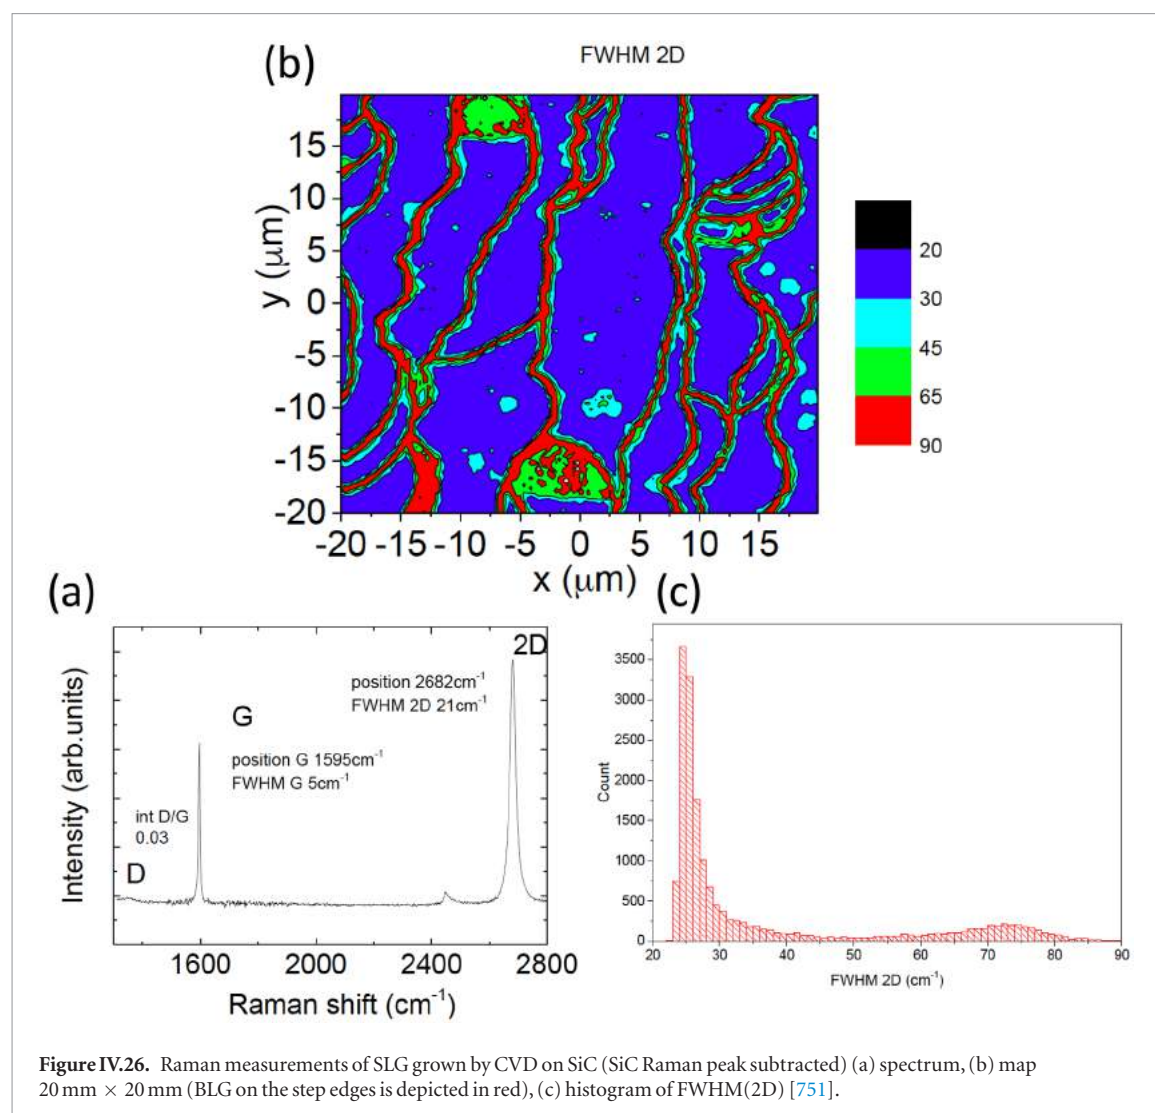 (b)
FWHM 2D
15
10
5
0
-5
-10
-15
-20
y (μm)
-20 -15 -10 -5 0 5 10 15
x (μm)
20
30
45
65
90
(a)
2D
position 2682cm⁻¹
FWHM 2D 21cm⁻¹
G
position G 1595cm⁻¹
FWHM G 5cm⁻¹
int D/G
0.03
D
Intensity (arb.units)
1600 2000 2400 2800
Raman shift (cm⁻¹)
(c)
3500
3000
2500
2000
1500
1000
500
0
Count
20 30 40 50 60 70 80 90
FWHM 2D (cm⁻¹)
Figure IV.26. Raman measurements of SLG grown by CVD on SiC (SiC Raman peak subtracted) (a) spectrum, (b) map
20 mm × 20 mm (BLG on the step edges is depicted in red), (c) histogram of FWHM(2D) [751].